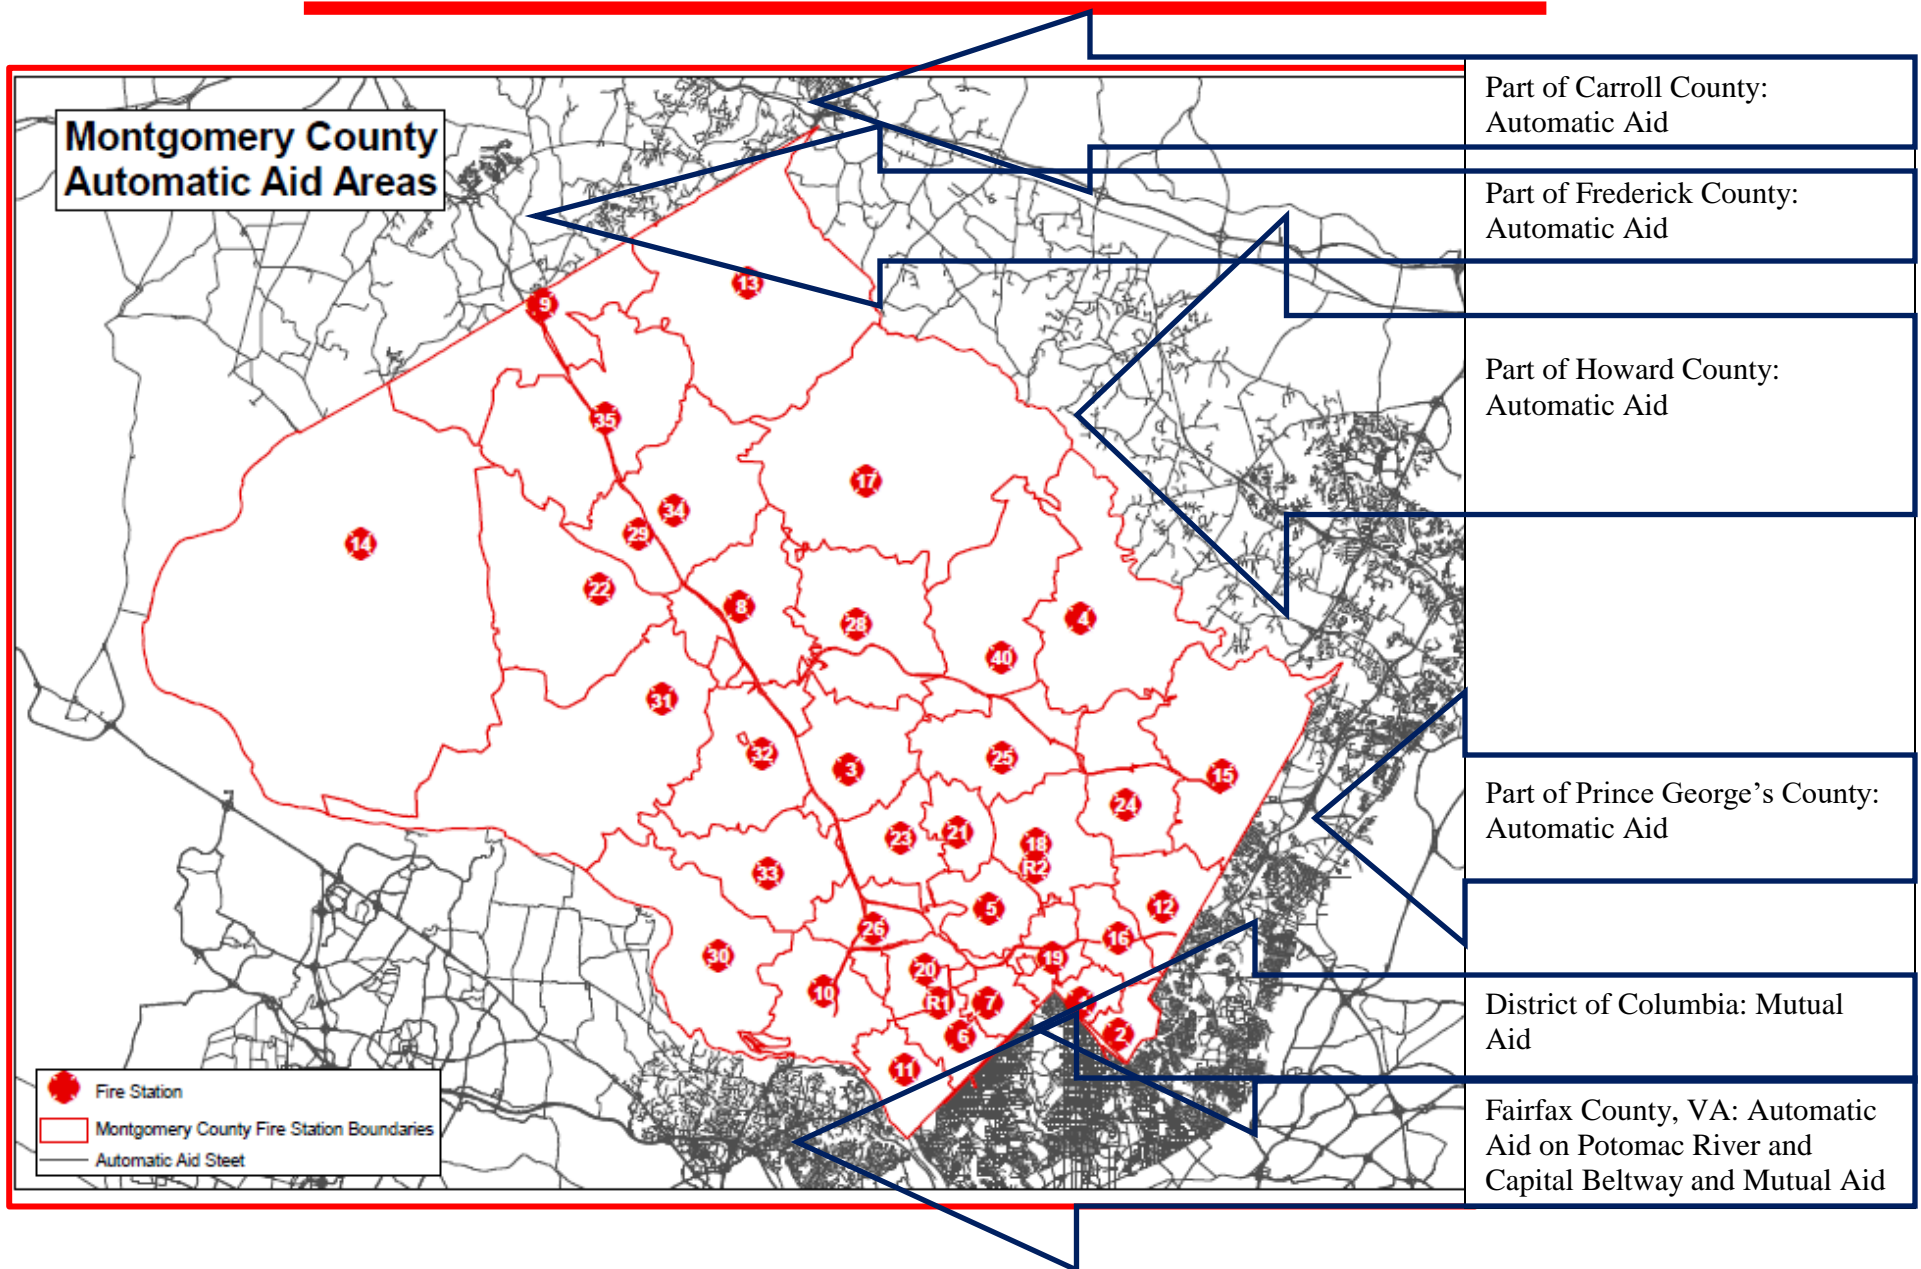 Montgomery County
Automatic Aid Areas
Part of Carroll County:
Automatic Aid
Part of Frederick County:
Automatic Aid
Part of Howard County:
Automatic Aid
Part of Prince George’s County:
Automatic Aid
District of Columbia: Mutual
Aid
Fairfax County, VA: Automatic
Aid on Potomac River and
Capital Beltway and Mutual Aid
13
9
35
17
34
29
14
22
8
28
4
40
31
32
3
25
15
24
23
21
18
R2
33
5
12
26
16
30
19
20
10
R1
7
6
2
11
Fire Station
Montgomery County Fire Station Boundaries
Automatic Aid Steet